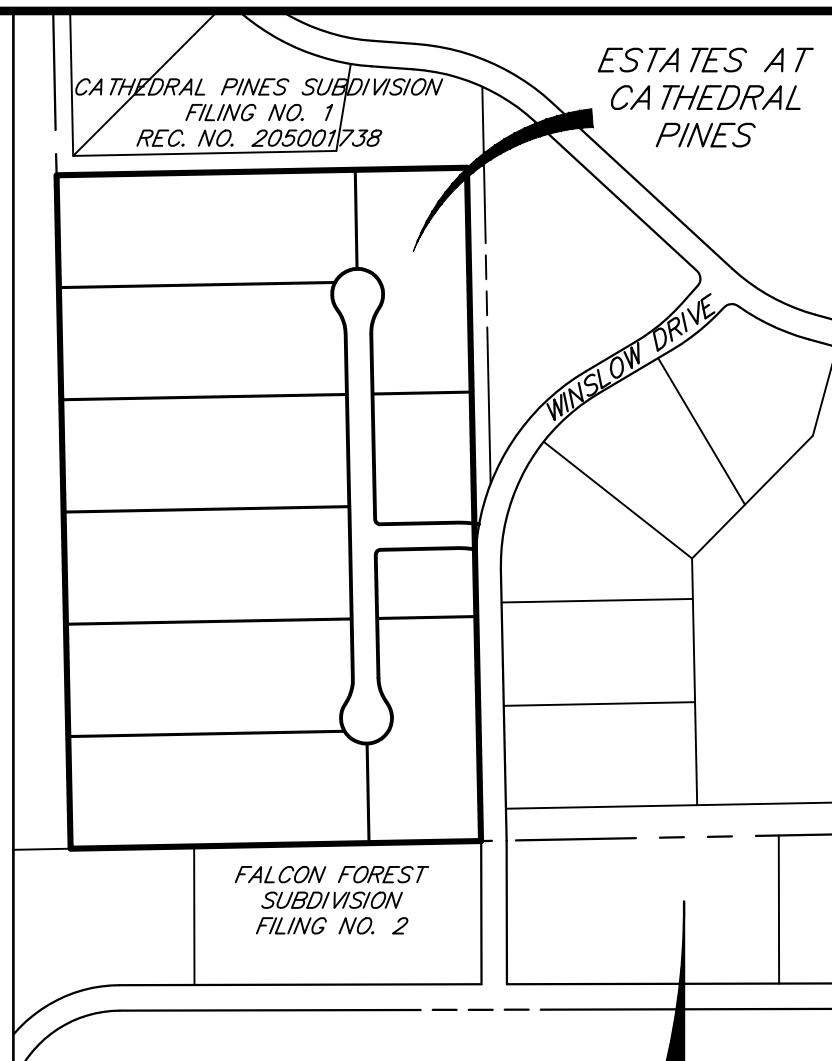 ESTATES AT
CATHEDRAL
PINES
CATHEDRAL PINES SUBDIVISION
FILING NO. 1
REC. NO. 205001738
WINSLOW DRIVE
FALCON FOREST
SUBDIVISION
FILING NO. 2